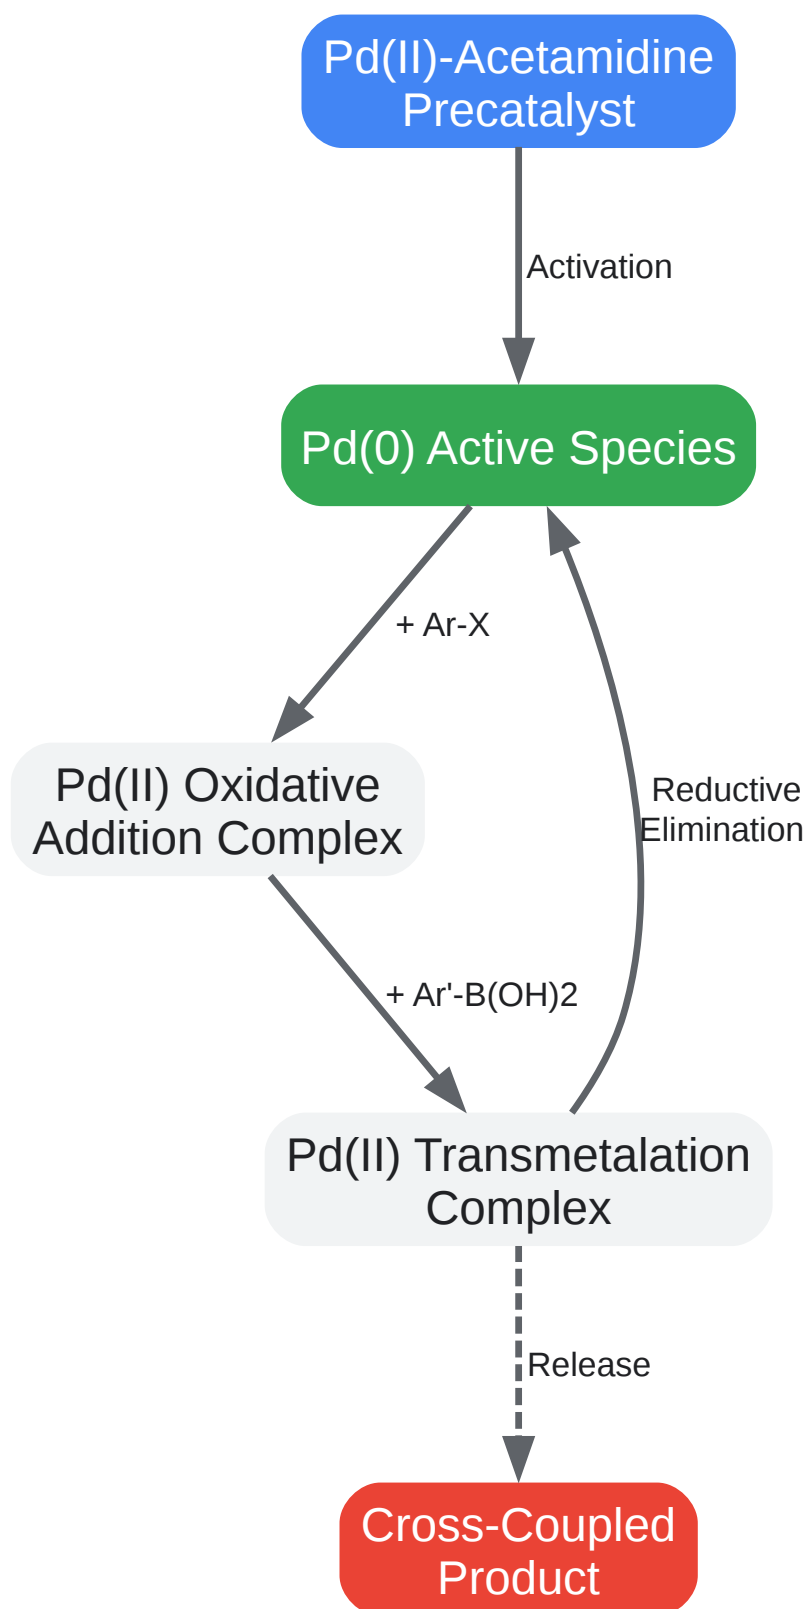 Pd(II)-Acetamidine
Precatalyst
Activation
Pd(0) Active Species
+ Ar-X
Pd(II) Oxidative
Addition Complex
Reductive
Elimination
+ Ar'-B(OH)2
Pd(II) Transmetalation
Complex
Release
Cross-Coupled
Product